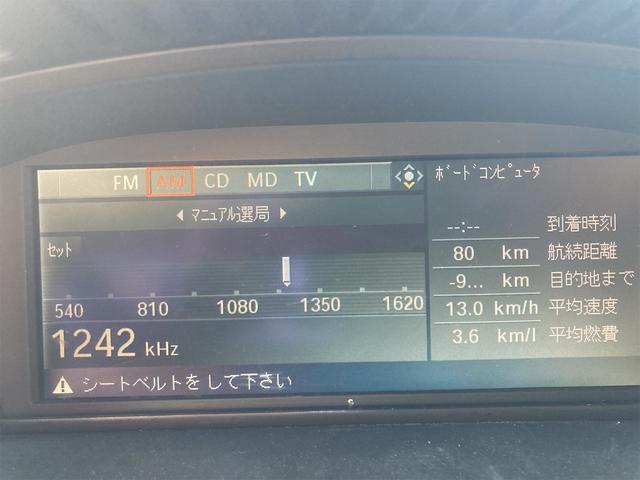 FM AM CD MD TV
マニュアル選局
セット
540 810 1080 1350 1620
1242 kHz
シートベルトをして下さい
ボードコンピュータ
--:-- 到着時刻
80 km 航続距離
-9... km 目的地まで
13.0 km/h 平均速度
3.6 km/l 平均燃費